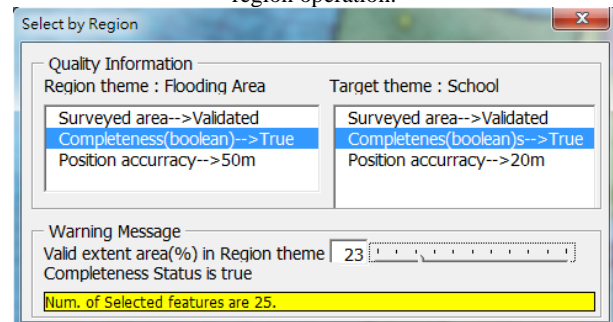 region operation.
Select by Region
Quality Information
Region theme : Flooding Area
Target theme : School
Surveyed area-->Validated
Completeness(boolean)-->True
Position accurracy-->50m
Surveyed area-->Validated
Completenes(boolean)s-->True
Position accurracy-->20m
Warning Message
Valid extent area(%) in Region theme 23
Completeness Status is true
Num. of Selected features are 25.